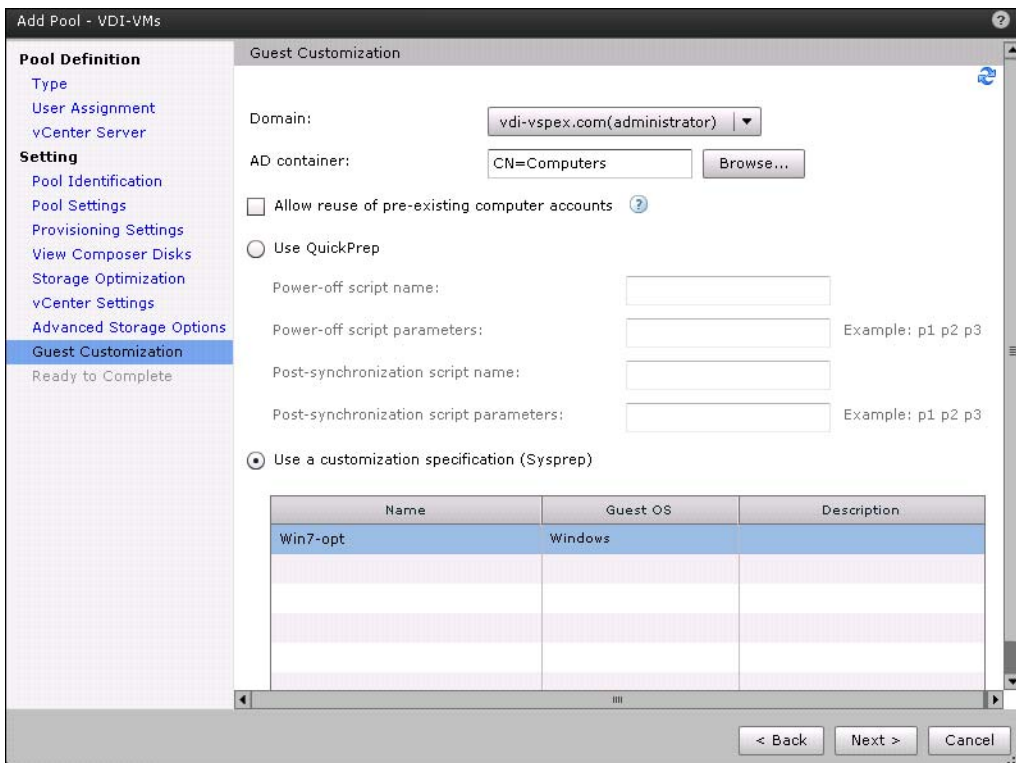 Add Pool - VDI-VMs
?
Pool Definition
Type
User Assignment
vCenter Server
Setting
Pool Identification
Pool Settings
Provisioning Settings
View Composer Disks
Storage Optimization
vCenter Settings
Advanced Storage Options
Guest Customization
Ready to Complete
Guest Customization
Domain: vdi-vspex.com(administrator)
AD container: CN=Computers Browse...
Allow reuse of pre-existing computer accounts ?
Use QuickPrep
Power-off script name:
Power-off script parameters: Example: p1 p2 p3
Post-synchronization script name:
Post-synchronization script parameters: Example: p1 p2 p3
Use a customization specification (Sysprep)
Name Guest OS Description
Win7-opt Windows
< Back Next > Cancel